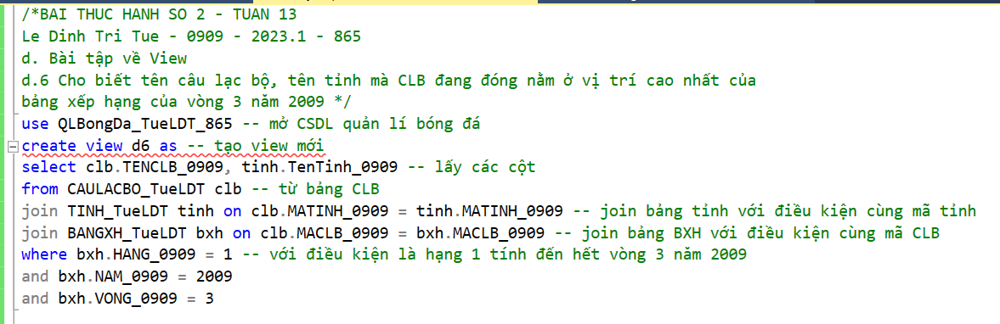 /*BAI THUC HANH SO 2 - TUAN 13
Le Dinh Tri Tue - 0909 - 2023.1 - 865
d. Bài tập về View
d.6 Cho biết tên câu lạc bộ, tên tỉnh mà CLB đang đóng nằm ở vị trí cao nhất của
bảng xếp hạng của vòng 3 năm 2009 */
use QLBongDa_TueLDT_865 -- mở CSDL quản lí bóng đá
create view d6 as -- tạo view mới
select clb.TENCLB_0909, tinh.TenTinh_0909 -- lấy các cột
from CAULACBO_TueLDT clb -- từ bảng CLB
join TINH_TueLDT tinh on clb.MATINH_0909 = tinh.MATINH_0909 -- join bảng tỉnh với điều kiện cùng mã tỉnh
join BANGXH_TueLDT bxh on clb.MACLB_0909 = bxh.MACLB_0909 -- join bảng BXH với điều kiện cùng mã CLB
where bxh.HANG_0909 = 1 -- với điều kiện là hạng 1 tính đến hết vòng 3 năm 2009
and bxh.NAM_0909 = 2009
and bxh.VONG_0909 = 3